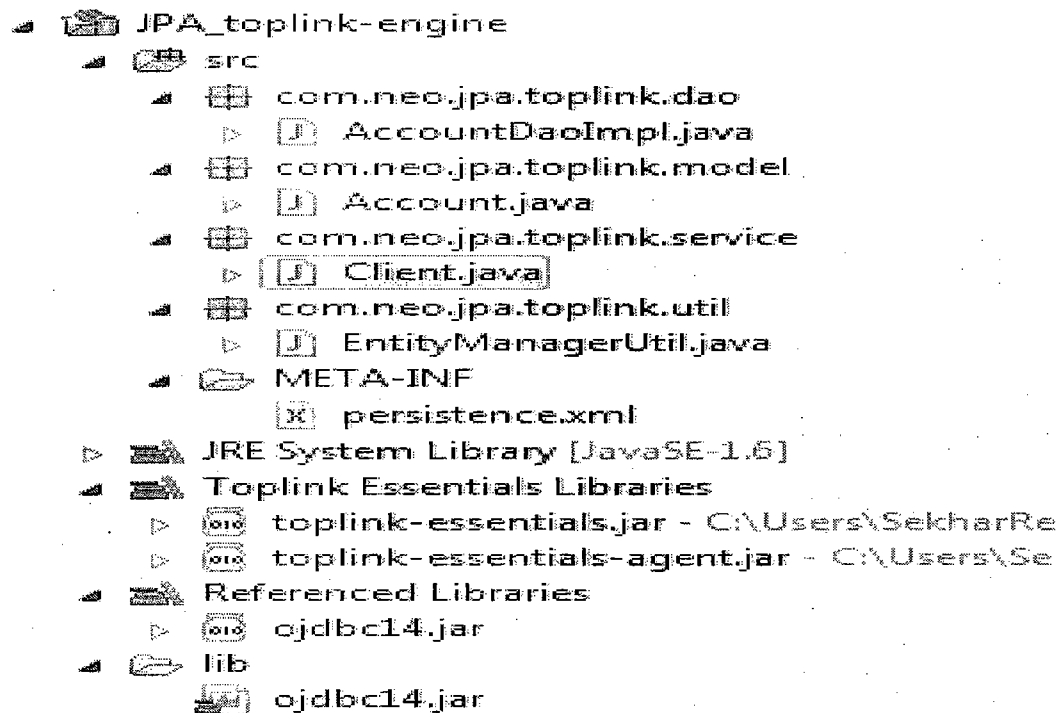 JPA_toplink-engine
src
com.neo.jpa.toplink.dao
AccountDaoImpl.java
com.neo.jpa.toplink.model
Account.java
com.neo.jpa.toplink.service
Client.java
com.neo.jpa.toplink.util
EntityManagerUtil.java
META-INF
persistence.xml
JRE System Library [JavaSE-1.6]
Toplink Essentials Libraries
toplink-essentials.jar - C:\Users\SekharRe
toplink-essentials-agent.jar - C:\Users\Se
Referenced Libraries
ojdbc14.jar
lib
ojdbc14.jar